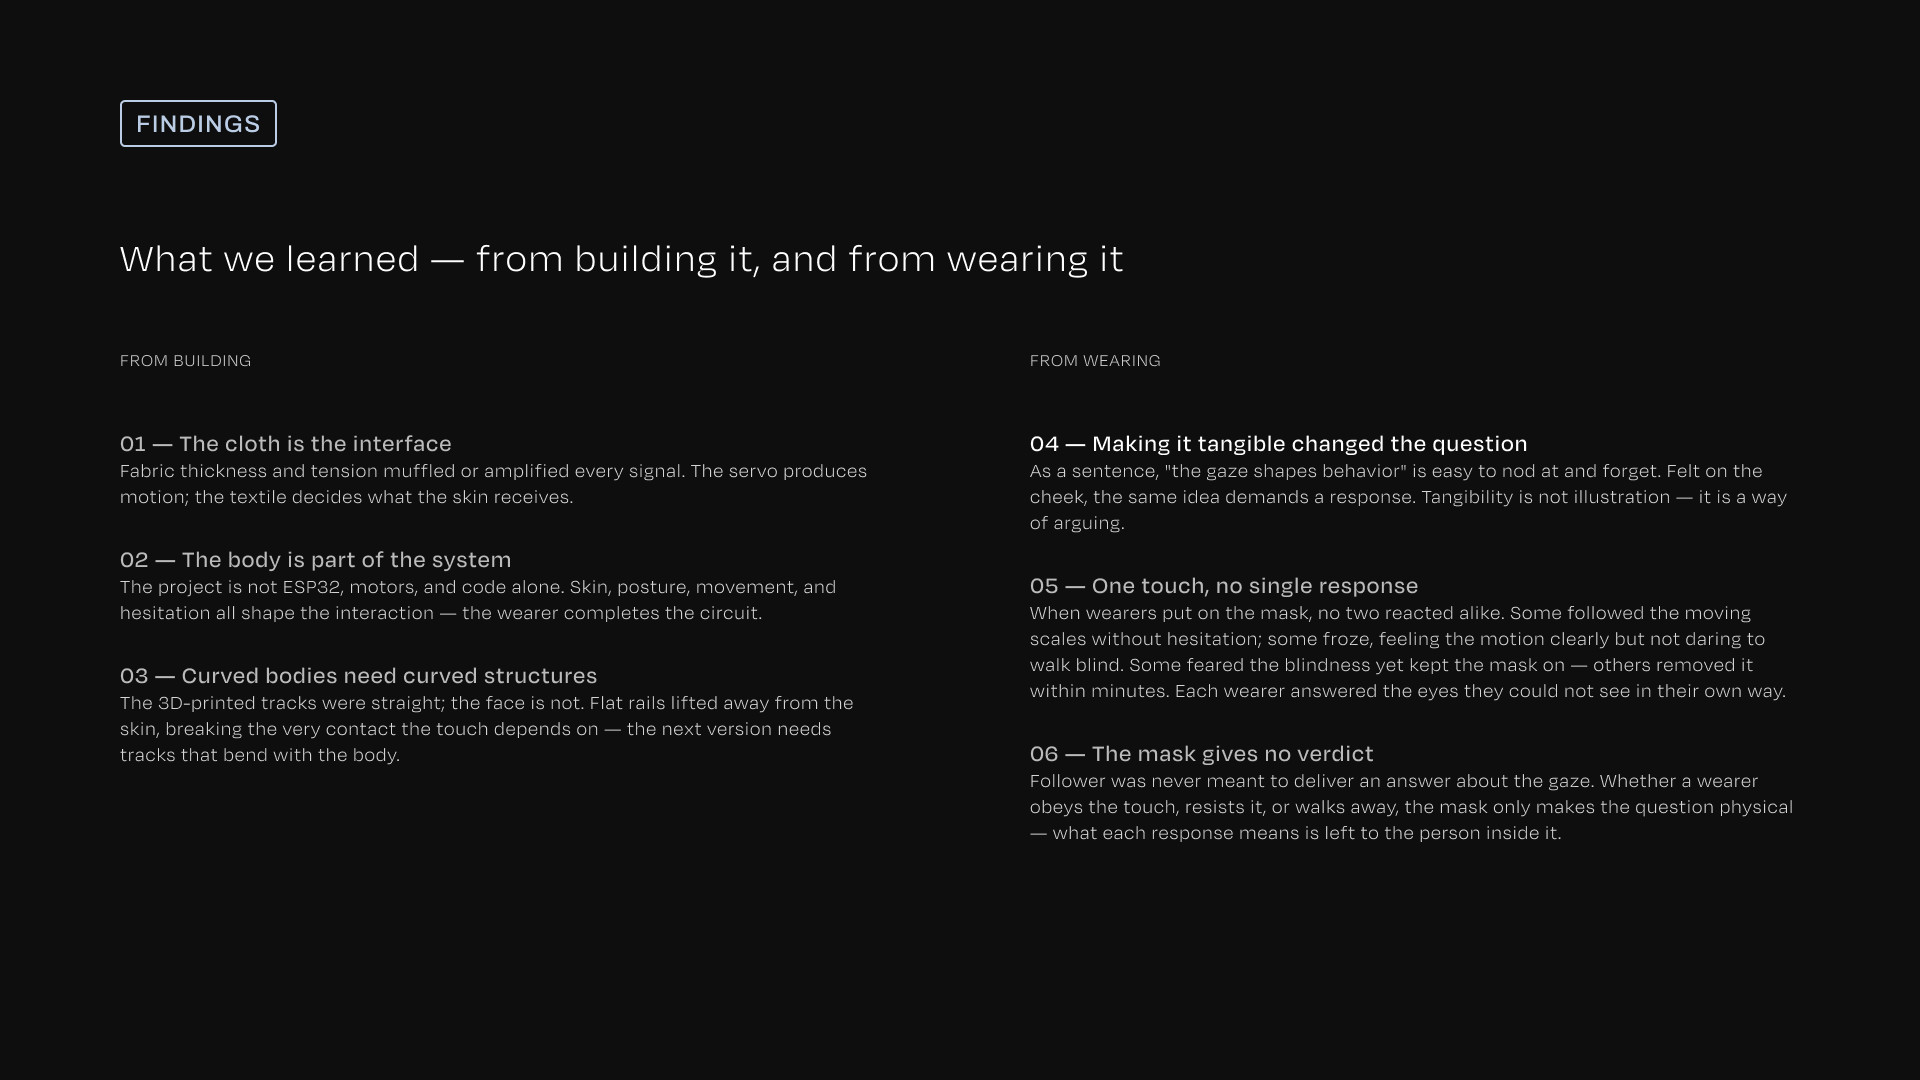 FINDINGS
What we learned — from building it, and from wearing it
FROM BUILDING
01 — The cloth is the interface
Fabric thickness and tension muffled or amplified every signal. The servo produces
motion; the textile decides what the skin receives.
02 — The body is part of the system
The project is not ESP32, motors, and code alone. Skin, posture, movement, and
hesitation all shape the interaction — the wearer completes the circuit.
03 — Curved bodies need curved structures
The 3D-printed tracks were straight; the face is not. Flat rails lifted away from the
skin, breaking the very contact the touch depends on — the next version needs
tracks that bend with the body.
FROM WEARING
04 — Making it tangible changed the question
As a sentence, "the gaze shapes behavior" is easy to nod at and forget. Felt on the
cheek, the same idea demands a response. Tangibility is not illustration — it is a way
of arguing.
05 — One touch, no single response
When wearers put on the mask, no two reacted alike. Some followed the moving
scales without hesitation; some froze, feeling the motion clearly but not daring to
walk blind. Some feared the blindness yet kept the mask on — others removed it
within minutes. Each wearer answered the eyes they could not see in their own way.
06 — The mask gives no verdict
Follower was never meant to deliver an answer about the gaze. Whether a wearer
obeys the touch, resists it, or walks away, the mask only makes the question physical
— what each response means is left to the person inside it.